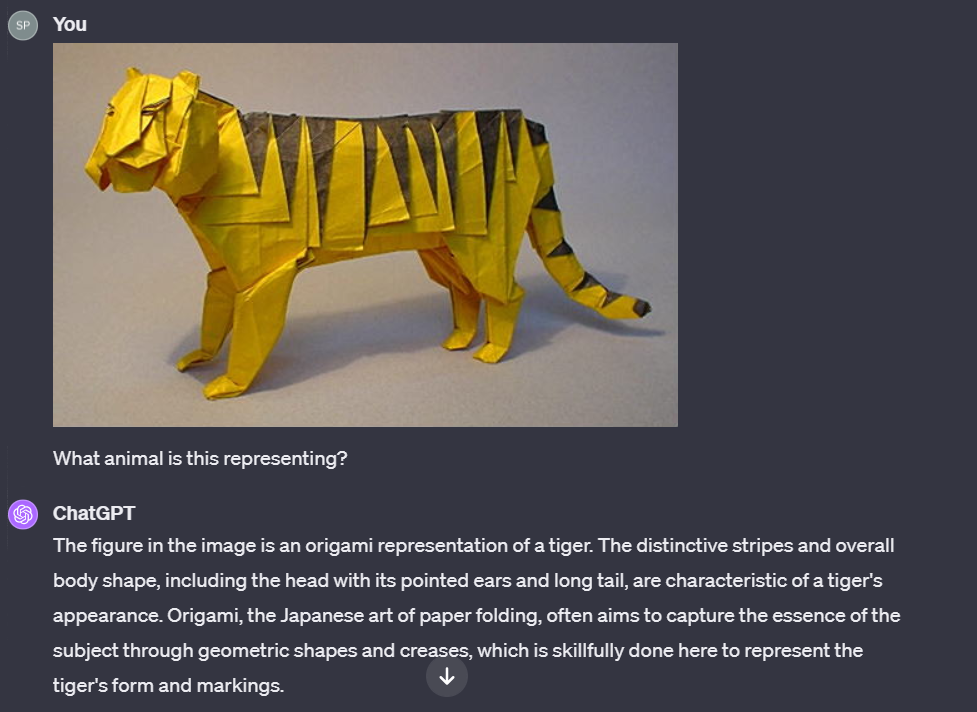 SP
You
What animal is this representing?
ChatGPT
The figure in the image is an origami representation of a tiger. The distinctive stripes and overall
body shape, including the head with its pointed ears and long tail, are characteristic of a tiger's
appearance. Origami, the Japanese art of paper folding, often aims to capture the essence of the
subject through geometric shapes and creases, which is skillfully done here to represent the
tiger's form and markings.